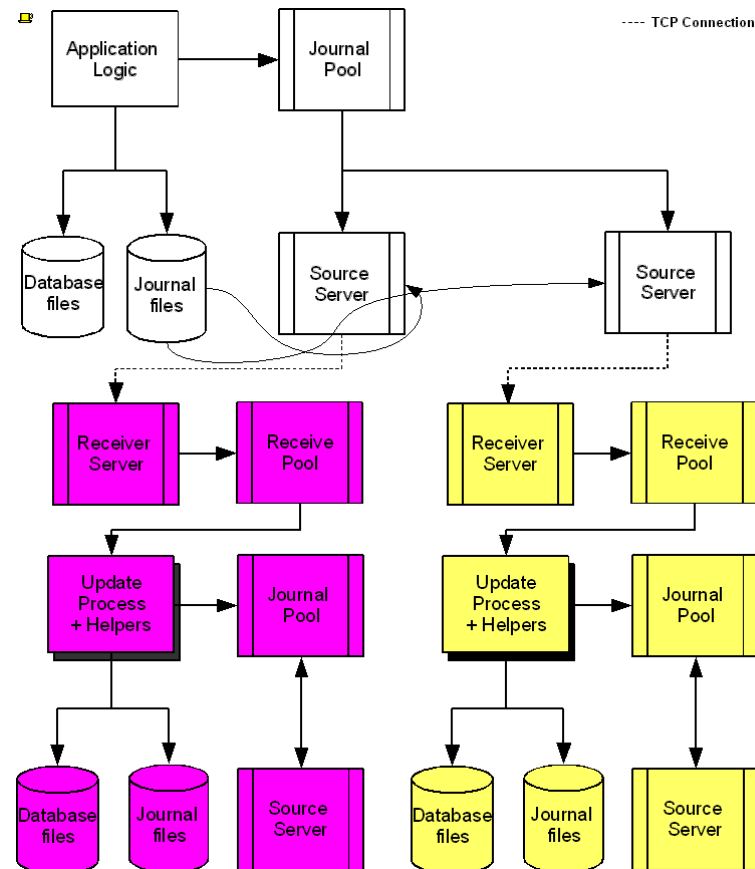 ---- TCP Connection
Application
Logic
Journal
Pool
Database
files
Journal
files
Source
Server
Source
Server
Receiver
Server
Receive
Pool
Receiver
Server
Receive
Pool
Update
Process
+ Helpers
Journal
Pool
Update
Process
+ Helpers
Journal
Pool
Database
files
Journal
files
Source
Server
Database
files
Journal
files
Source
Server